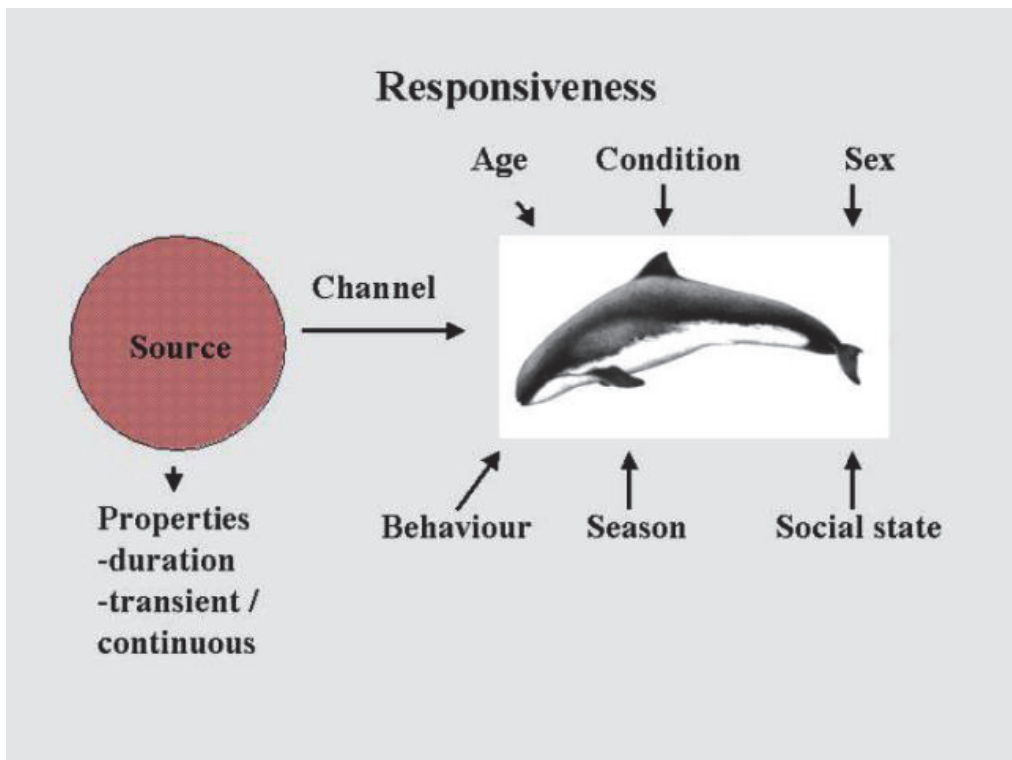 Responsiveness
Age Condition Sex
Channel
Source
Properties
-duration
-transient /
continuous
Behaviour Season Social state